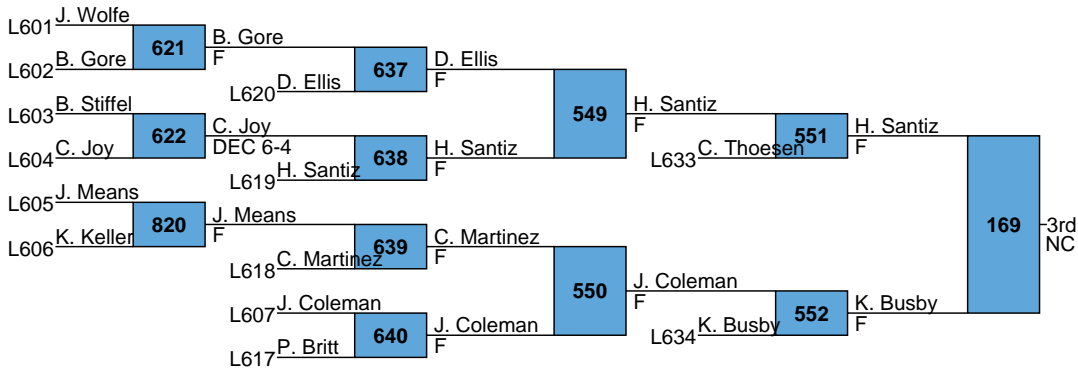 L601 J. Wolfe
621
B. Gore
F
L602 B. Gore
637
D. Ellis
F
L620 D. Ellis
549
H. Santiz
F
L603 B. Stiffel
622
C. Joy
DEC 6-4
L604 C. Joy
638
H. Santiz
F
L619 H. Santiz
551
H. Santiz
F
L633 C. Thoesen
L605 J. Means
820
J. Means
F
L606 K. Keller
639
C. Martinez
F
L618 C. Martinez
169
3rd
NC
550
J. Coleman
F
L607 J. Coleman
640
J. Coleman
F
L617 P. Britt
552
K. Busby
F
L634 K. Busby